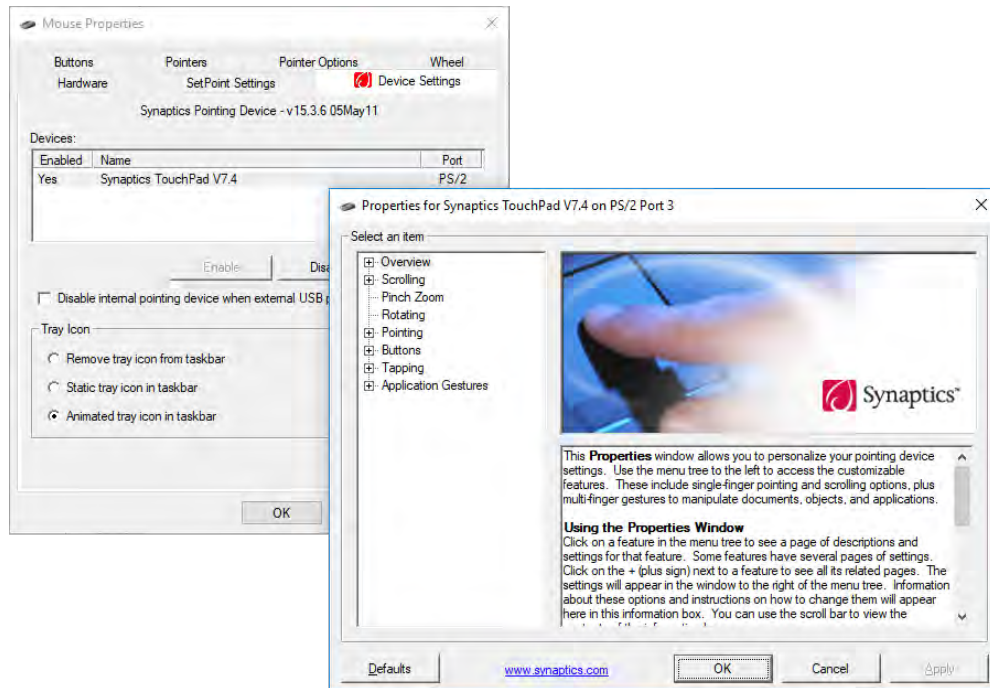 Mouse Properties
Buttons Pointers Pointer Options Wheel
Hardware SetPoint Settings Device Settings
Synaptics Pointing Device - v15.3.6 05May11
Devices:
Enabled Name Port
Yes Synaptics TouchPad V7.4 PS/2
Enable Disa
Disable internal pointing device when external USB p
Tray Icon
Remove tray icon from taskbar
Static tray icon in taskbar
Animated tray icon in taskbar
OK
Properties for Synaptics TouchPad V7.4 on PS/2 Port 3
Select an item
Overview
Scrolling
Pinch Zoom
Rotating
Pointing
Buttons
Tapping
Application Gestures
Synaptics™
This Properties window allows you to personalize your pointing device
settings. Use the menu tree to the left to access the customizable
features. These include single-finger pointing and scrolling options, plus
multi-finger gestures to manipulate documents, objects, and applications.
Using the Properties Window
Click on a feature in the menu tree to see a page of descriptions and
settings for that feature. Some features have several pages of settings.
Click on the + (plus sign) next to a feature to see all its related pages. The
settings will appear in the window to the right of the menu tree. Information
about these options and instructions on how to change them will appear
here in this information box. You can use the scroll bar to view the
Defaults www.synaptics.com OK Cancel Apply